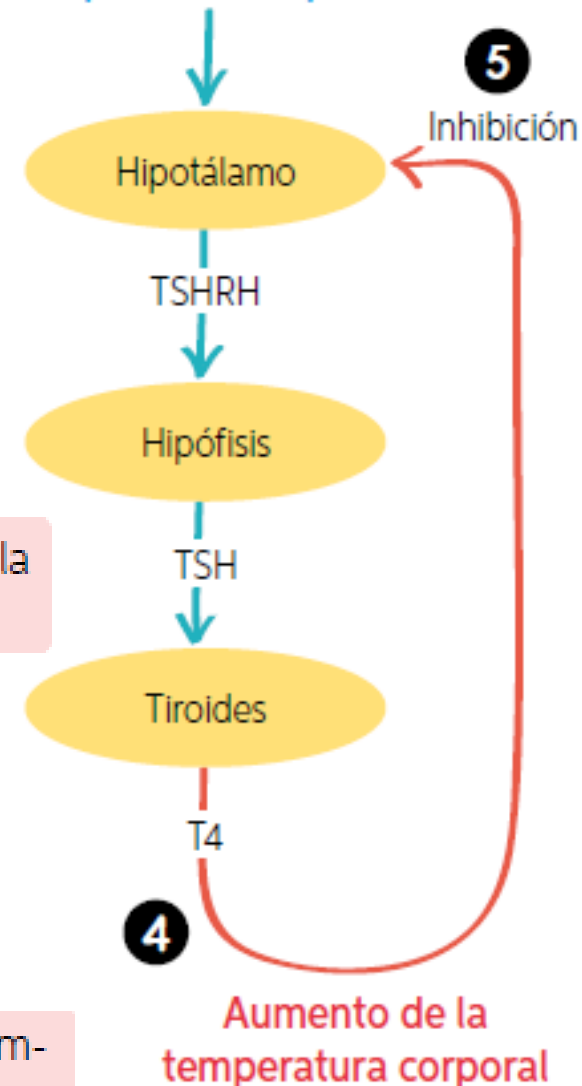 5
Inhibición
Hipotálamo
TSHRH
Hipófisis
la
TSH
Tiroides
T4
4
Aumento de la
m-
temperatura corporal